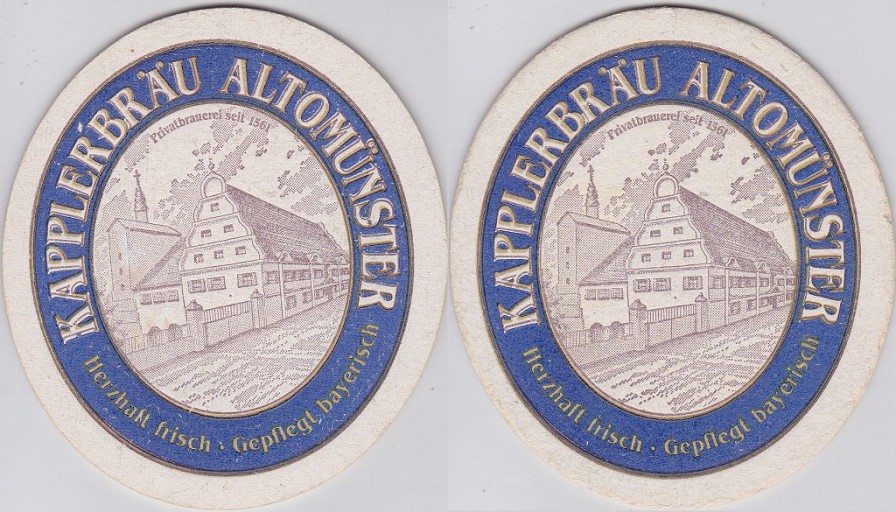 KAPPLERBRÄU ALTOMÜNSTER
Privatbrauerei seit 1561
Herzhaft frisch · Gepflegt bayerisch
KAPPLERBRÄU ALTOMÜNSTER
Privatbrauerei seit 1561
Herzhaft frisch · Gepflegt bayerisch